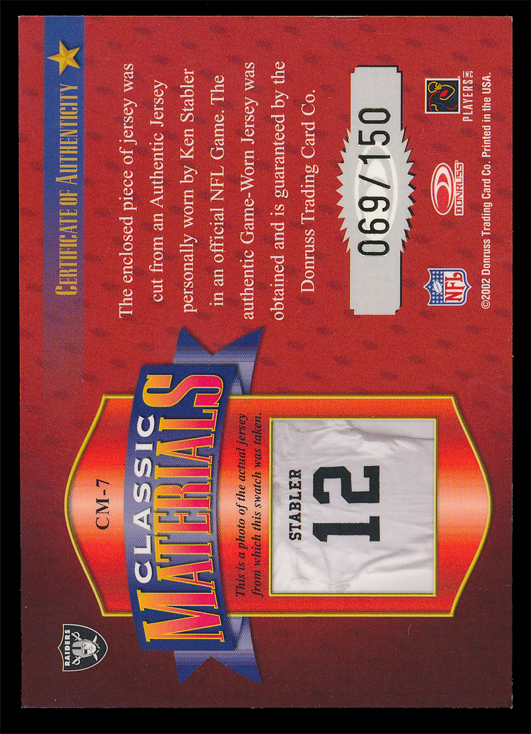 RAIDERS
CM-7
CLASSIC
MATERIALS
This is a photo of the actual jersey
from which this swatch was taken.
STABLER
12
CERTIFICATE OF AUTHENTICITY
The enclosed piece of jersey was
cut from an Authentic Jersey
personally worn by Ken Stabler
in an official NFL Game. The
authentic Game-Worn Jersey was
obtained and is guaranteed by the
Donruss Trading Card Co.
069/150
PLAYERS INC
DONRUSS
NFL
©2002 Donruss Trading Card Co. Printed in the USA.